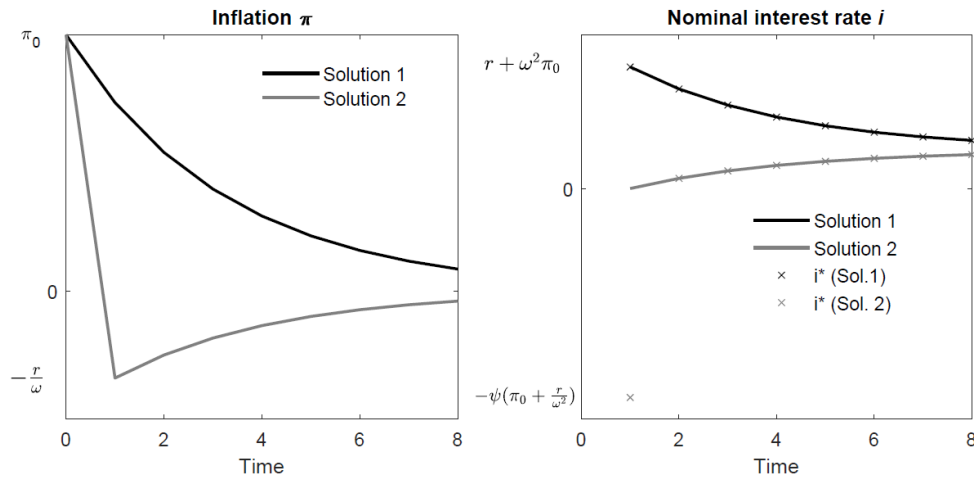 Inflation π
π₀
0
−r/ω
Solution 1
Solution 2
0
2
4
6
8
Time
Nominal interest rate i
r + ω²π₀
0
−ψ(π₀ + r/ω²)
Solution 1
Solution 2
i* (Sol.1)
i* (Sol. 2)
0
2
4
6
8
Time